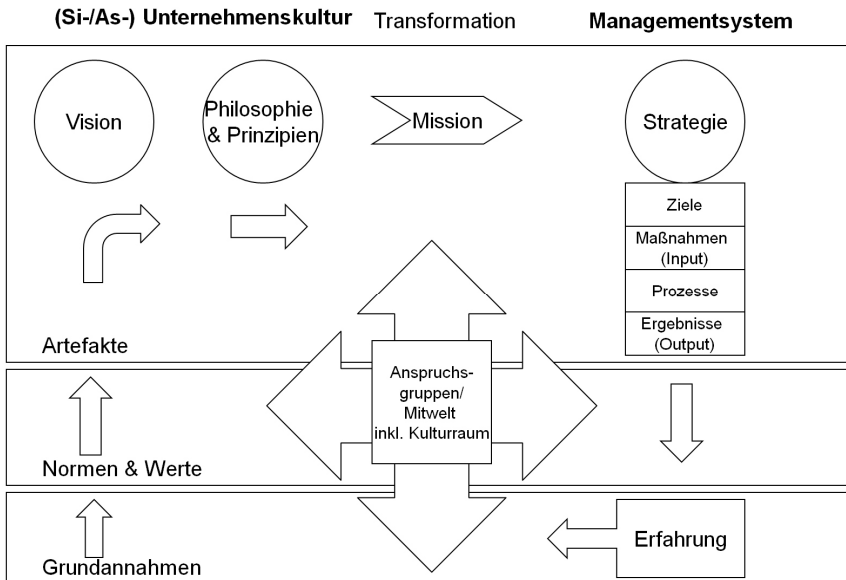 (Si-/As-) Unternehmenskultur
Transformation
Managementsystem
Vision
Philosophie
& Prinzipien
Mission
Strategie
Ziele
Maßnahmen
(Input)
Prozesse
Ergebnisse
(Output)
Artefakte
Anspruchs-
gruppen/
Mitwelt
inkl. Kulturraum
Normen & Werte
Erfahrung
Grundannahmen